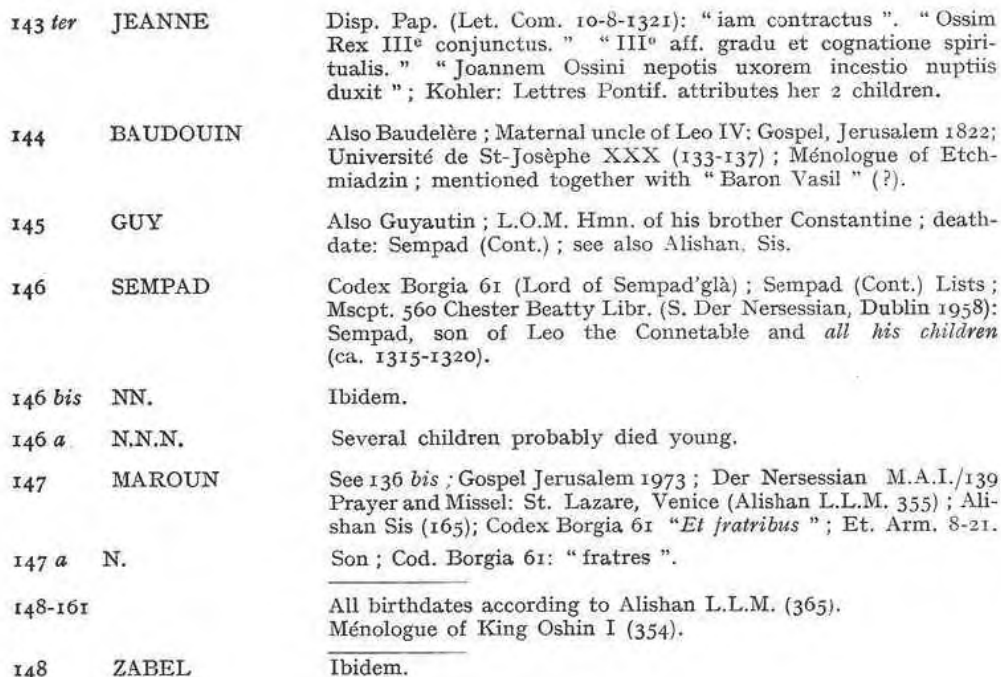 143 ter JEANNE Disp. Pap. (Let. Com. 10-8-1321): “ iam contractus ”. “ Ossim
Rex IIIe conjunctus. ” “ IIIo aff. gradu et cognatione spiri-
tualis. ” “ Joannem Ossini nepotis uxorem incestio nuptiis
duxit ” ; Kohler: Lettres Pontif. attributes her 2 children.
144 BAUDOUIN Also Baudelère ; Maternal uncle of Leo IV: Gospel, Jerusalem 1822;
Université de St-Josèphe XXX (133-137) ; Ménologue of Etch-
miadzin ; mentioned together with “ Baron Vasil ” (?).
145 GUY Also Guyautin ; L.O.M. Hmn. of his brother Constantine ; death-
date: Sempad (Cont.) ; see also Alishan, Sis.
146 SEMPAD Codex Borgia 61 (Lord of Sempad’glà) ; Sempad (Cont.) Lists ;
Mscpt. 560 Chester Beatty Libr. (S. Der Nersessian, Dublin 1958):
Sempad, son of Leo the Connetable and all his children
(ca. 1315-1320).
146 bis NN. Ibidem.
146 a N.N.N. Several children probably died young.
147 MAROUN See 136 bis ; Gospel Jerusalem 1973 ; Der Nersessian M.A.I./139
Prayer and Missel: St. Lazare, Venice (Alishan L.L.M. 355) ; Ali-
shan Sis (165); Codex Borgia 61 “Et fratribus ” ; Et. Arm. 8-21.
147 a N. Son ; Cod. Borgia 61: “ fratres ”.
148-161 All birthdates according to Alishan L.L.M. (365).
Ménologue of King Oshin I (354).
148 ZABEL Ibidem.